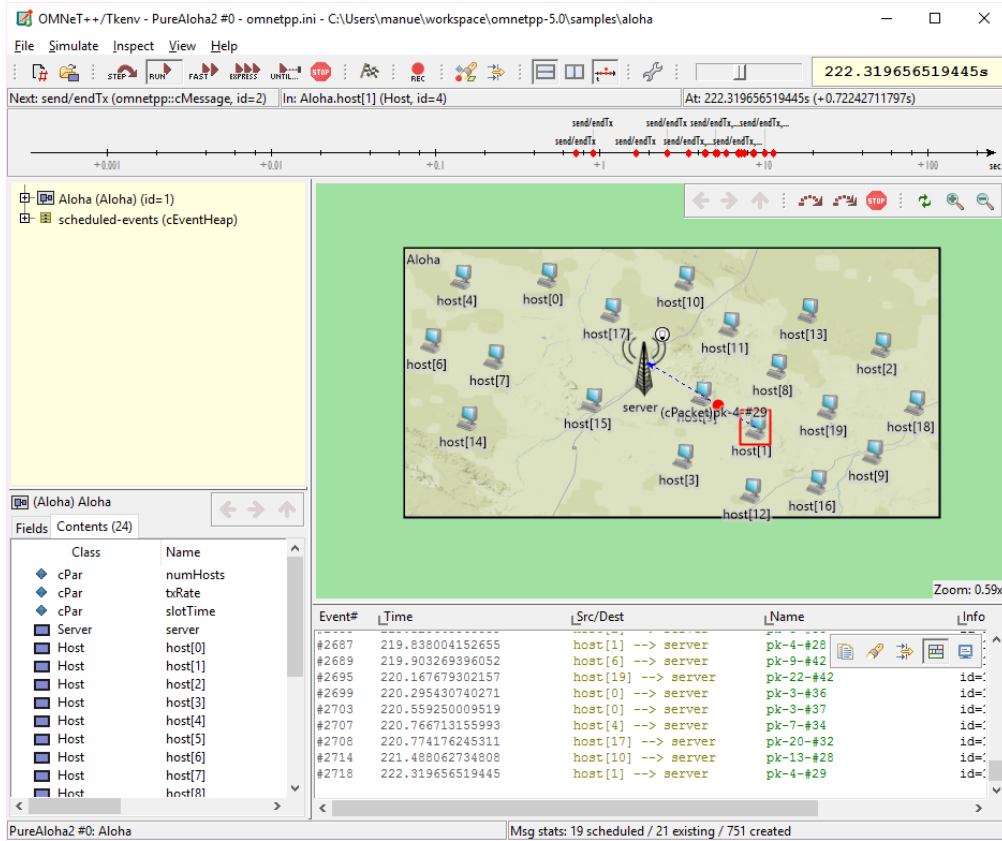 OMNeT++/Tkenv - PureAloha2 #0 - omnetpp.ini - C:\Users\manue\workspace\omnetpp-5.0\samples\aloha
File Simulate Inspect View Help
STEP RUN FAST EXPRESS UNTIL... STOP REC 222.319656519445s
Next: send/endTx (omnetpp::cMessage, id=2) In: Aloha.host[1] (Host, id=4) At: 222.319656519445s (+0.72242711797s)
send/endTx send/endTx send/endTx,...send/endTx,...
send/endTx send/endTx send/endTx,...send/endTx,...
+0.001 +0.01 +0.1 +1 +10 +100 sec
Aloha (Aloha) (id=1)
scheduled-events (cEventHeap)
STOP
Aloha
host[4]
host[0]
host[10]
host[17]
host[13]
host[11]
host[6]
host[2]
host[7]
host[8]
server
(cPacket)pk-4-#29
host[15]
host[19]
host[18]
host[14]
host[1]
host[3]
host[9]
host[16]
host[12]
Zoom: 0.59x
(Aloha) Aloha
Fields Contents (24)
Class Name
cPar numHosts
cPar txRate
cPar slotTime
Server server
Host host[0]
Host host[1]
Host host[2]
Host host[3]
Host host[4]
Host host[5]
Host host[6]
Host host[7]
Host host[8]
Event# Time Src/Dest Name Info
#2687 219.838004152655 host[1] --> server pk-4-#28
#2689 219.903269396052 host[6] --> server pk-9-#42
#2695 220.167679302157 host[19] --> server pk-22-#42 id=
#2699 220.295430740271 host[0] --> server pk-3-#36 id=
#2703 220.559250009519 host[0] --> server pk-3-#37 id=
#2707 220.766713155993 host[4] --> server pk-7-#34 id=
#2708 220.774176245311 host[17] --> server pk-20-#32 id=
#2714 221.488062734808 host[10] --> server pk-13-#28 id=
#2718 222.319656519445 host[1] --> server pk-4-#29 id=
PureAloha2 #0: Aloha Msg stats: 19 scheduled / 21 existing / 751 created